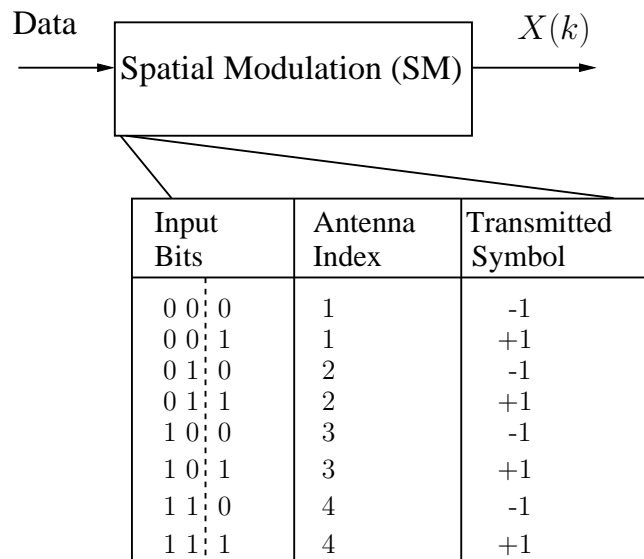 Data
X(k)
Spatial Modulation (SM)
Input Bits
Antenna Index
Transmitted Symbol
0 0 0 1 -1
0 0 1 1 +1
0 1 0 2 -1
0 1 1 2 +1
1 0 0 3 -1
1 0 1 3 +1
1 1 0 4 -1
1 1 1 4 +1